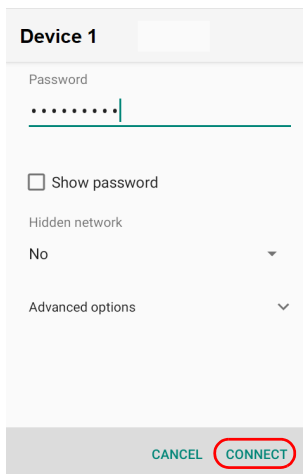 Device 1
Password
•••••••••
Show password
Hidden network
No
Advanced options
CANCEL CONNECT